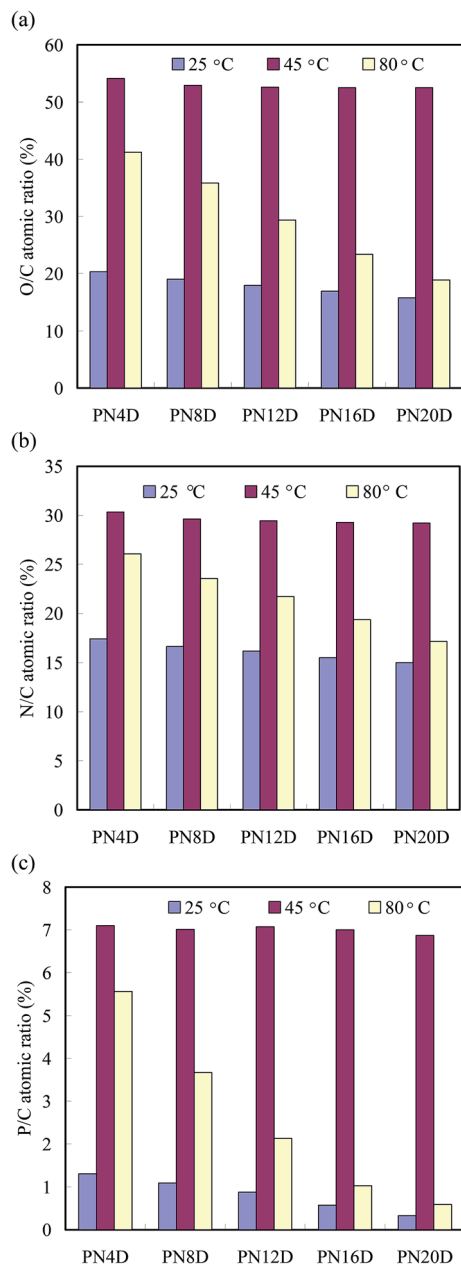 (a)
60
50
40
30
20
10
0
O/C atomic ratio (%)
25 °C 45 °C 80°C
PN4D PN8D PN12D PN16D PN20D
(b)
35
30
25
20
15
10
5
0
N/C atomic ratio (%)
25 °C 45 °C 80° C
PN4D PN8D PN12D PN16D PN20D
(c)
8
7
6
5
4
3
2
1
0
P/C atomic ratio (%)
25 °C 45 °C 80° C
PN4D PN8D PN12D PN16D PN20D